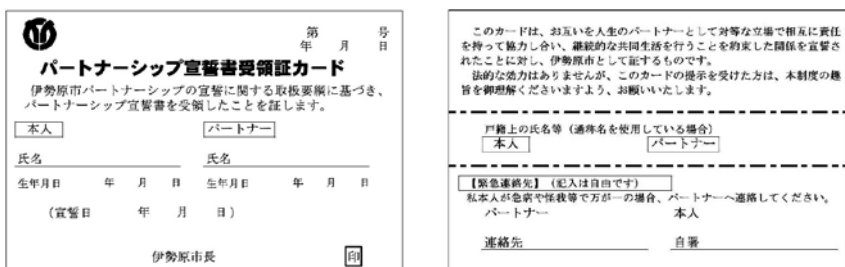 第 号
年 月 日
パートナーシップ宣誓書受領証カード
伊勢原市パートナーシップの宣誓に関する取扱要綱に基づき、
パートナーシップ宣誓書を受領したことを証します。
本人 パートナー
氏名 氏名
生年月日 年 月 日 生年月日 年 月 日
(宣誓日 年 月 日)
伊勢原市長 印
このカードは、お互いを人生のパートナーとして対等な立場で相互に責任
を持って協力し合い、継続的な共同生活を行うことを約束した関係を宣誓さ
れたことに対し、伊勢原市として証するものです。
法的な効力はありませんが、このカードの提示を受けた方は、本制度の趣
旨を御理解くださいますよう、お願いいたします。
戸籍上の氏名等(通称名を使用している場合)
本人 パートナー
【緊急連絡先】(記入は自由です)
私本人が急病や怪我等で万が一の場合、パートナーへ連絡してください。
パートナー 本人
連絡先 自署